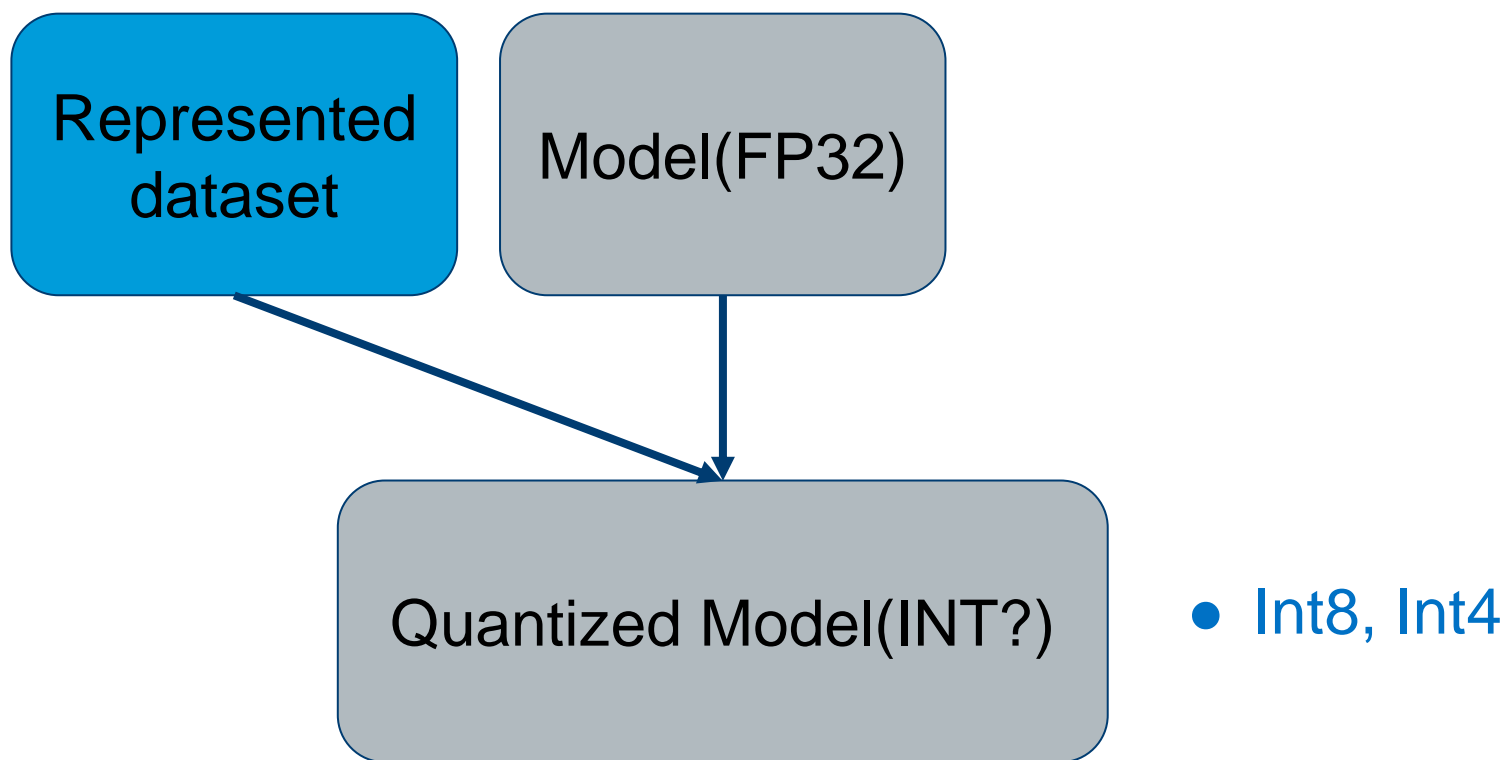 Represented
dataset
Model(FP32)
Quantized Model(INT?)
● Int8, Int4